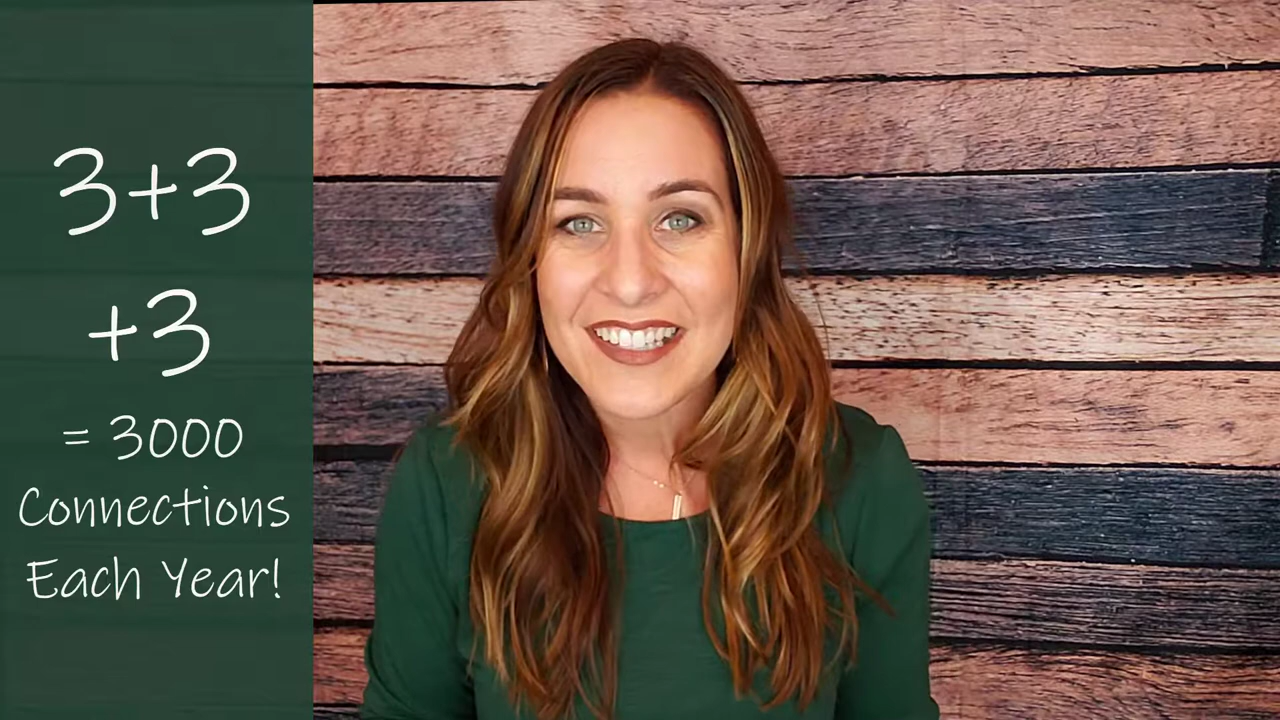 3+3
+3
= 3000
Connections
Each Year!